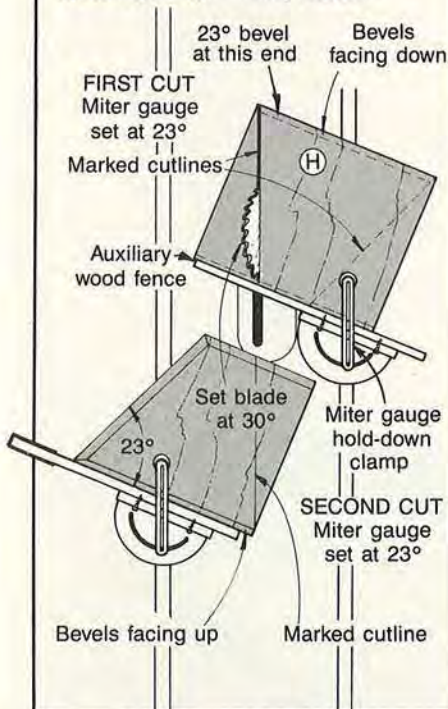 23° bevel
at this end
Bevels
facing down
FIRST CUT
Miter gauge
set at 23°
Marked cutlines
H
Auxiliary
wood fence
Set blade
at 30°
23°
Miter gauge
hold-down
clamp
SECOND CUT
Miter gauge
set at 23°
Bevels facing up
Marked cutline